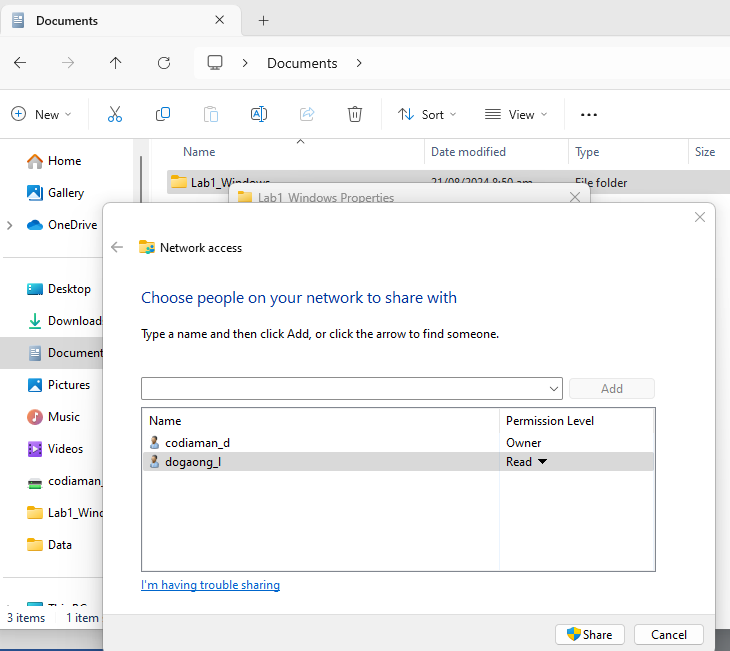 Documents
Documents
New
Sort
View
Name
Date modified
Type
Size
Home
Lab1_Windows
21/08/2024 8:50 am
File folder
Gallery
Lab1_Windows Properties
OneDrive
Network access
Desktop
Choose people on your network to share with
Download
Type a name and then click Add, or click the arrow to find someone.
Document
Pictures
Add
Music
Name
Permission Level
codiaman_d
Owner
Videos
dogaong_l
Read
codiaman_
Lab1_Wind
Data
I'm having trouble sharing
This PC
3 items
1 item
Share
Cancel